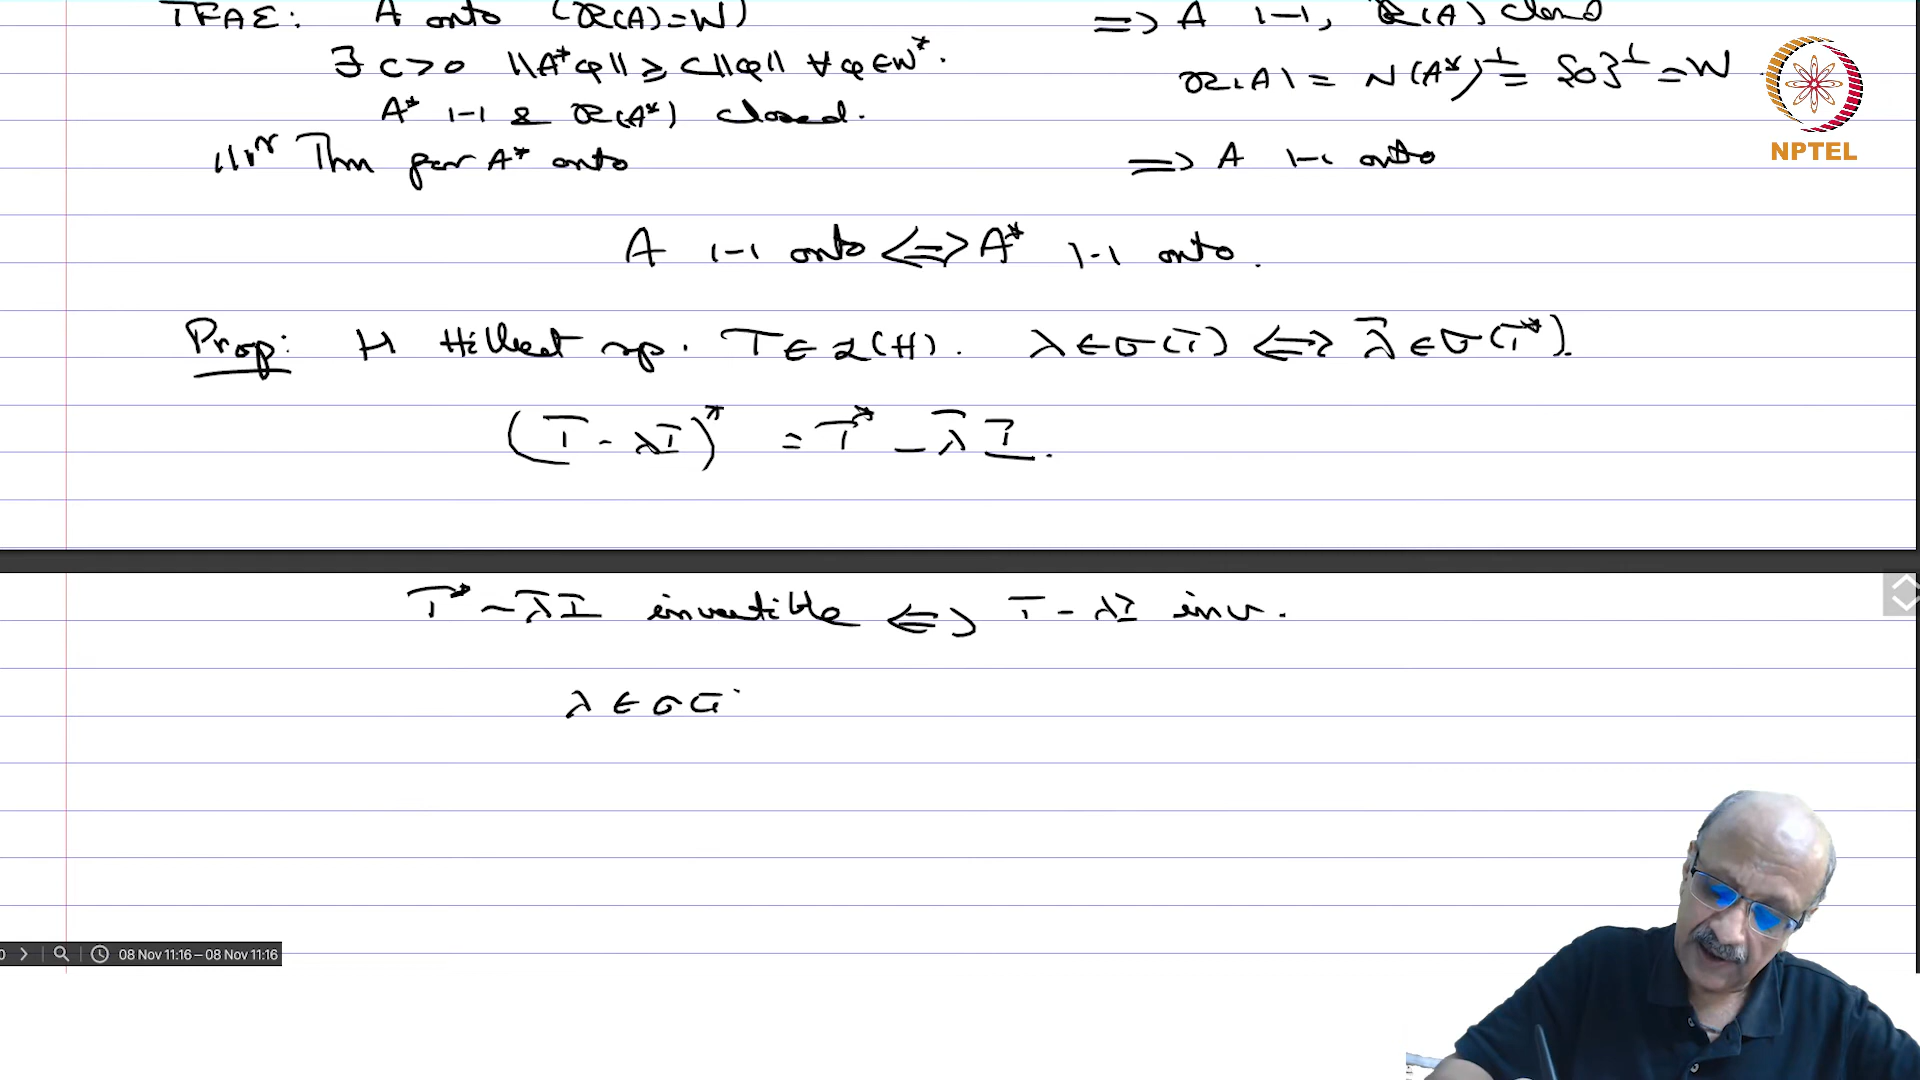 TFAE: A onto (R(A)=W) ⟹ A 1-1, R(A) closed
∃ c>0 ||A*φ|| ≥ c||φ|| ∀ φ∈W*. R(A) = N(A*)^⊥ = {0}^⊥ = W
A* 1-1 & R(A*) closed.
|||ʳ Thm for A* onto ⟹ A 1-1 onto
NPTEL
A 1-1 onto ⟺ A* 1-1 onto.
Prop: H Hilbert sp. T ∈ 𝓛(H). λ∈σ(T) ⟺ λ̄ ∈ σ(T*).
(T - λI)* = T* - λ̄ I.
T* - λ̄I invertible ⟺ T - λI inv.
λ ∈ σ(T
08 Nov 11:16 – 08 Nov 11:16